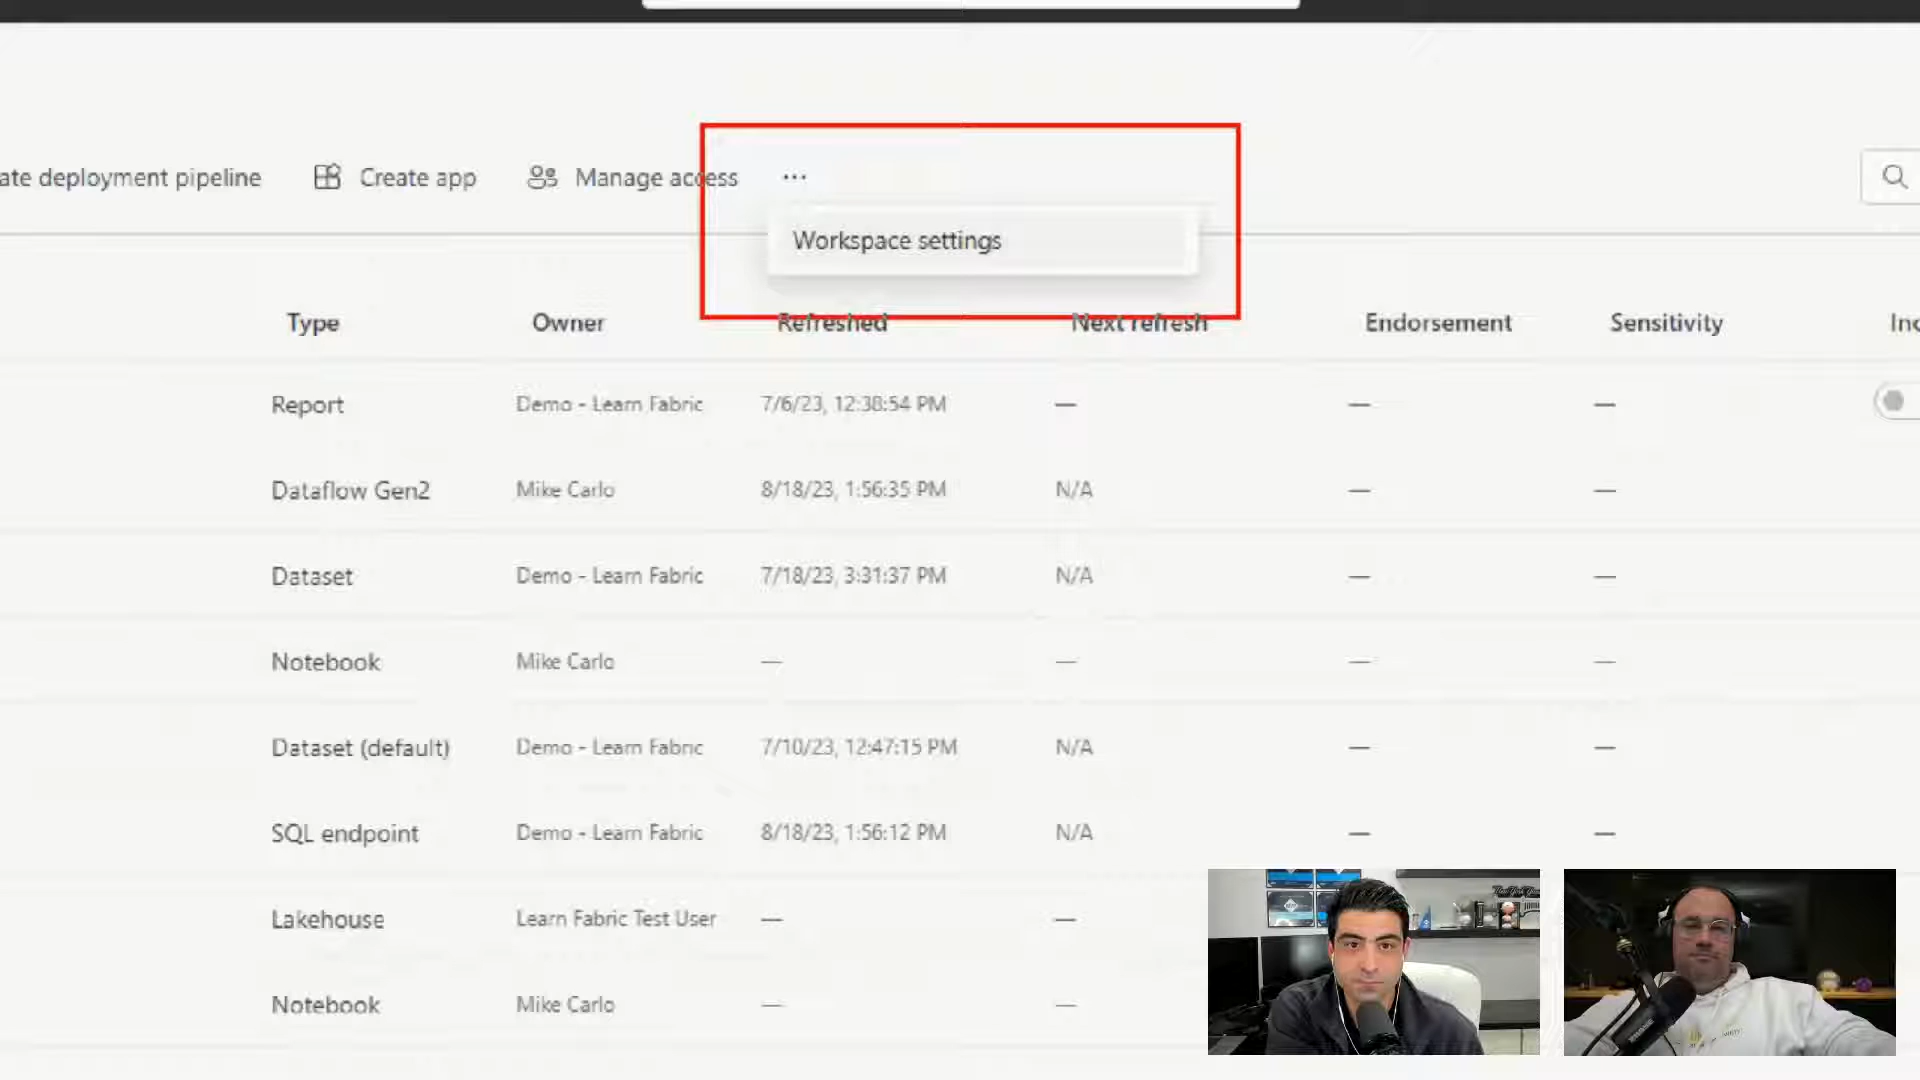 ate deployment pipeline Create app Manage access ...
Workspace settings
Type Owner Refreshed Next refresh Endorsement Sensitivity Inc
Report Demo - Learn Fabric 7/6/23, 12:38:54 PM — — —
Dataflow Gen2 Mike Carlo 8/18/23, 1:56:35 PM N/A — —
Dataset Demo - Learn Fabric 7/18/23, 3:31:37 PM N/A — —
Notebook Mike Carlo — — — —
Dataset (default) Demo - Learn Fabric 7/10/23, 12:47:15 PM N/A — —
SQL endpoint Demo - Learn Fabric 8/18/23, 1:56:12 PM N/A — —
Lakehouse Learn Fabric Test User — —
Notebook Mike Carlo — —